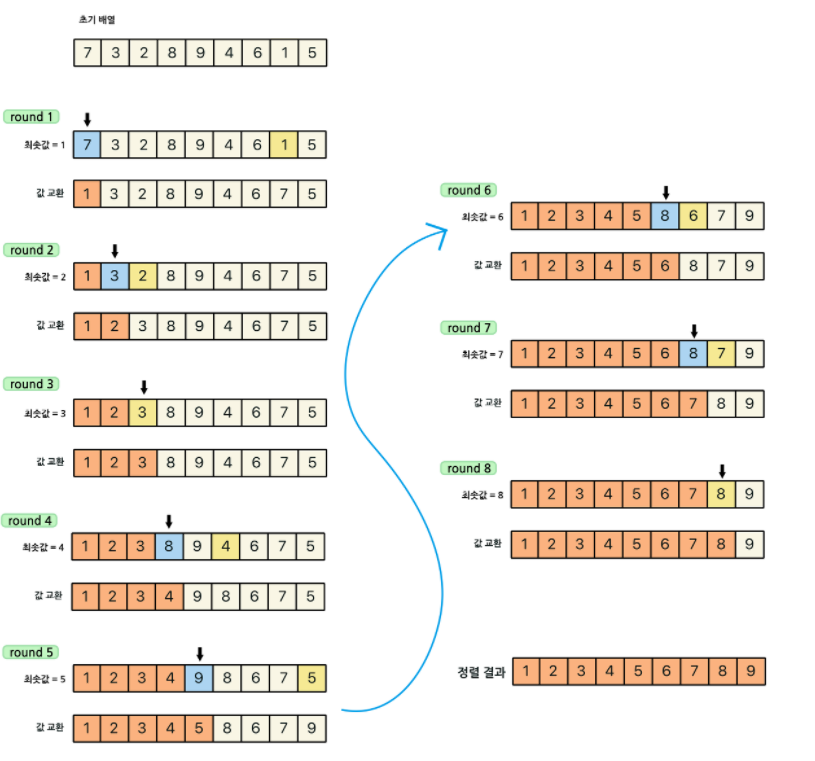 초기 배열
7 3 2 8 9 4 6 1 5
round 1
최솟값 = 1 7 3 2 8 9 4 6 1 5
값 교환 1 3 2 8 9 4 6 7 5
round 2
최솟값 = 2 1 3 2 8 9 4 6 7 5
값 교환 1 2 3 8 9 4 6 7 5
round 3
최솟값 = 3 1 2 3 8 9 4 6 7 5
값 교환 1 2 3 8 9 4 6 7 5
round 4
최솟값 = 4 1 2 3 8 9 4 6 7 5
값 교환 1 2 3 4 9 8 6 7 5
round 5
최솟값 = 5 1 2 3 4 9 8 6 7 5
값 교환 1 2 3 4 5 8 6 7 9
round 6
최솟값 = 6 1 2 3 4 5 8 6 7 9
값 교환 1 2 3 4 5 6 8 7 9
round 7
최솟값 = 7 1 2 3 4 5 6 8 7 9
값 교환 1 2 3 4 5 6 7 8 9
round 8
최솟값 = 8 1 2 3 4 5 6 7 8 9
값 교환 1 2 3 4 5 6 7 8 9
정렬 결과 1 2 3 4 5 6 7 8 9